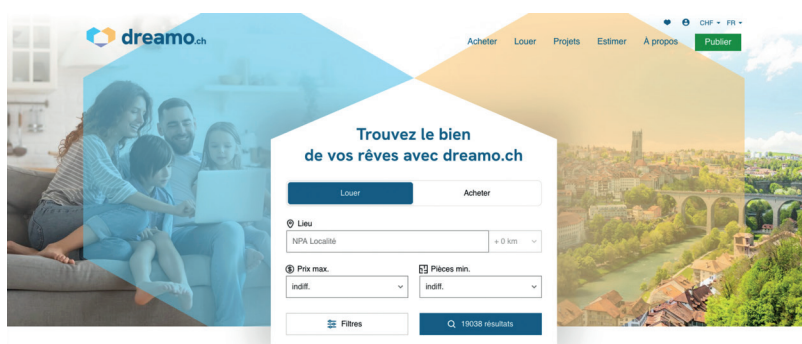 CHF FR
dreamo.ch
Acheter Louer Projets Estimer À propos Publier
Trouvez le bien
de vos rêves avec dreamo.ch
Louer Acheter
Lieu
NPA Localité + 0 km
Prix max. Pièces min.
indiff. indiff.
Filtres 19038 résultats